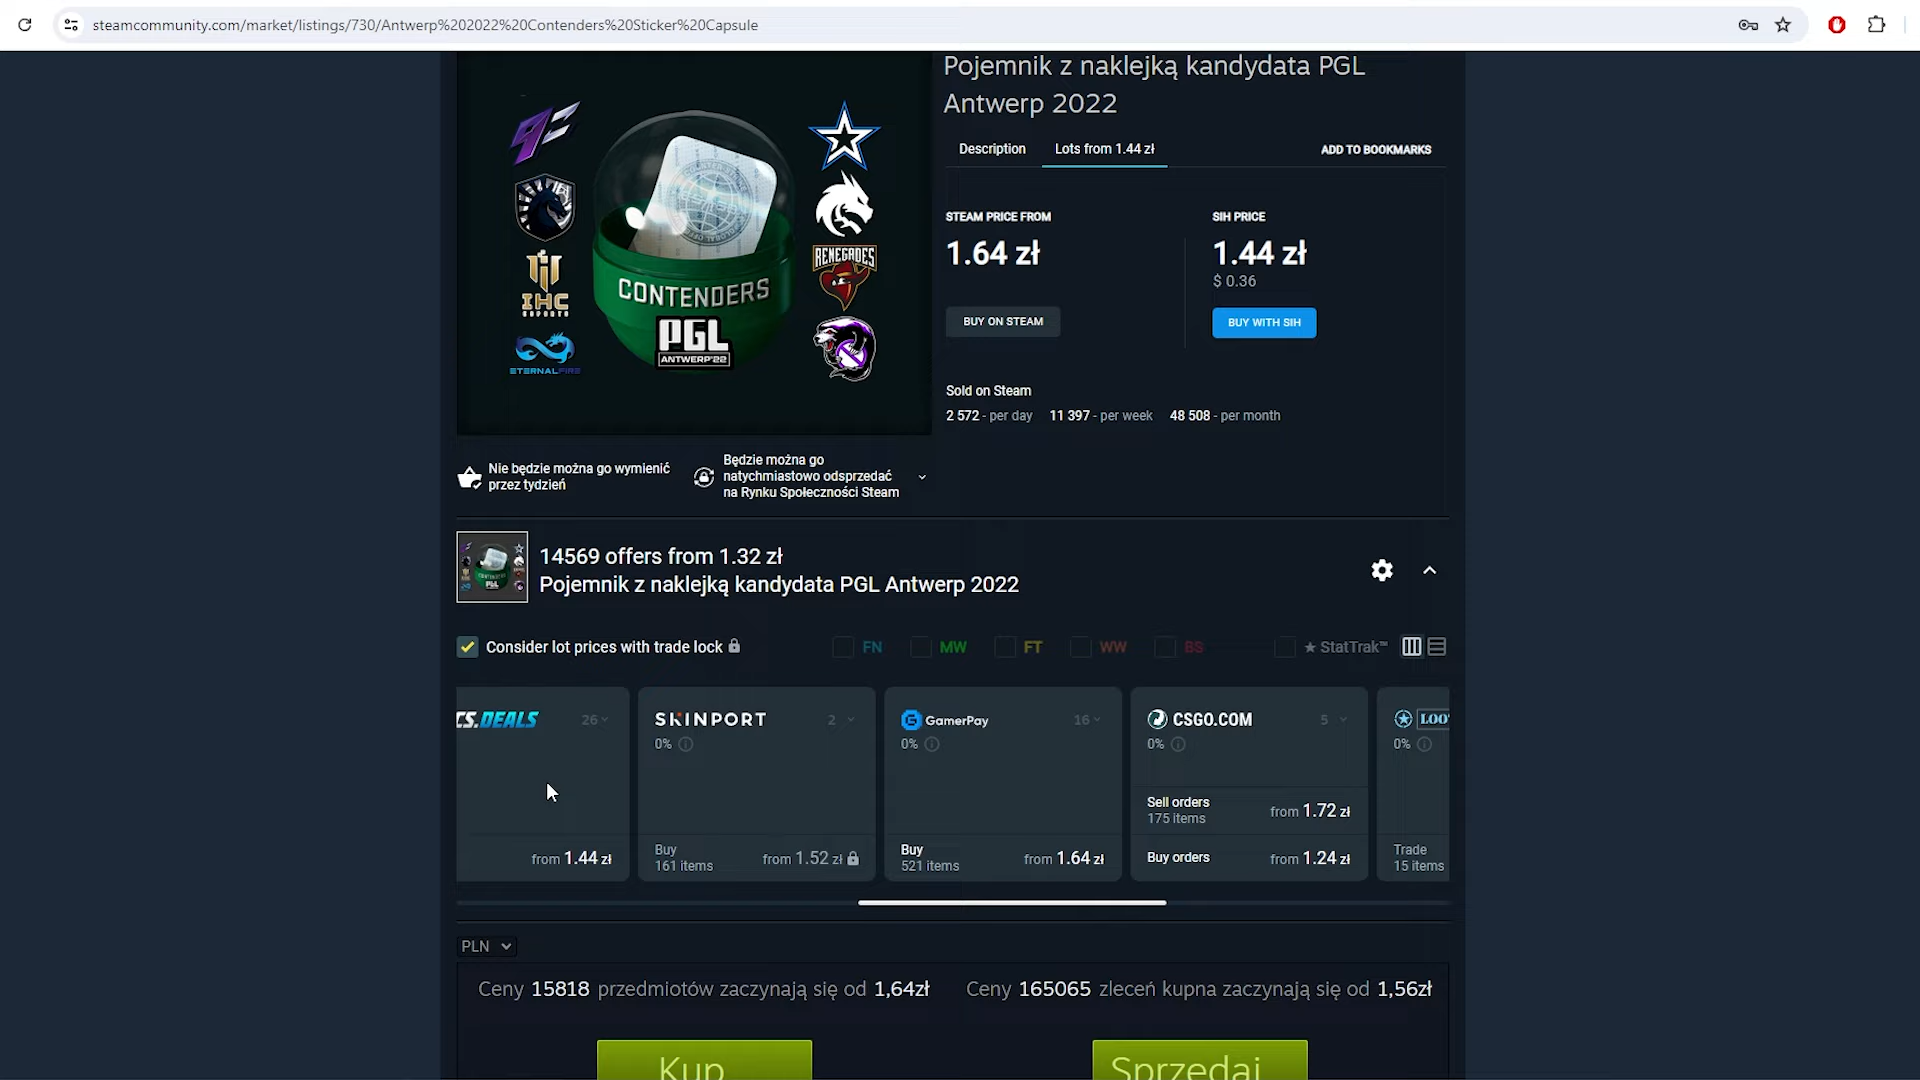 steamcommunity.com/market/listings/730/Antwerp%202022%20Contenders%20Sticker%20Capsule
Pojemnik z naklejką kandydata PGL
Antwerp 2022
Description
Lots from 1.44 zł
ADD TO BOOKMARKS
IHC
ESPORTS
ETERNALFIRE
CONTENDERS
PGL
ANTWERP'22
RENEGADES
STEAM PRICE FROM
1.64 zł
BUY ON STEAM
SIH PRICE
1.44 zł
$ 0.36
BUY WITH SIH
Sold on Steam
2 572 - per day
11 397 - per week
48 508 - per month
Nie będzie można go wymienić
przez tydzień
Będzie można go
natychmiastowo odsprzedać
na Rynku Społeczności Steam
14569 offers from 1.32 zł
Pojemnik z naklejką kandydata PGL Antwerp 2022
Consider lot prices with trade lock
FN
MW
FT
WW
BS
★ StatTrak™
CS.DEALS
26
from 1.44 zł
SKINPORT
2
0%
Buy
161 items
from 1.52 zł
GamerPay
16
0%
Buy
521 items
from 1.64 zł
CSGO.COM
5
0%
Sell orders
175 items
from 1.72 zł
Buy orders
from 1.24 zł
LOO
0%
Trade
15 items
PLN
Ceny 15818 przedmiotów zaczynają się od 1,64zł
Ceny 165065 zleceń kupna zaczynają się od 1,56zł
Kup
Sprzedaj